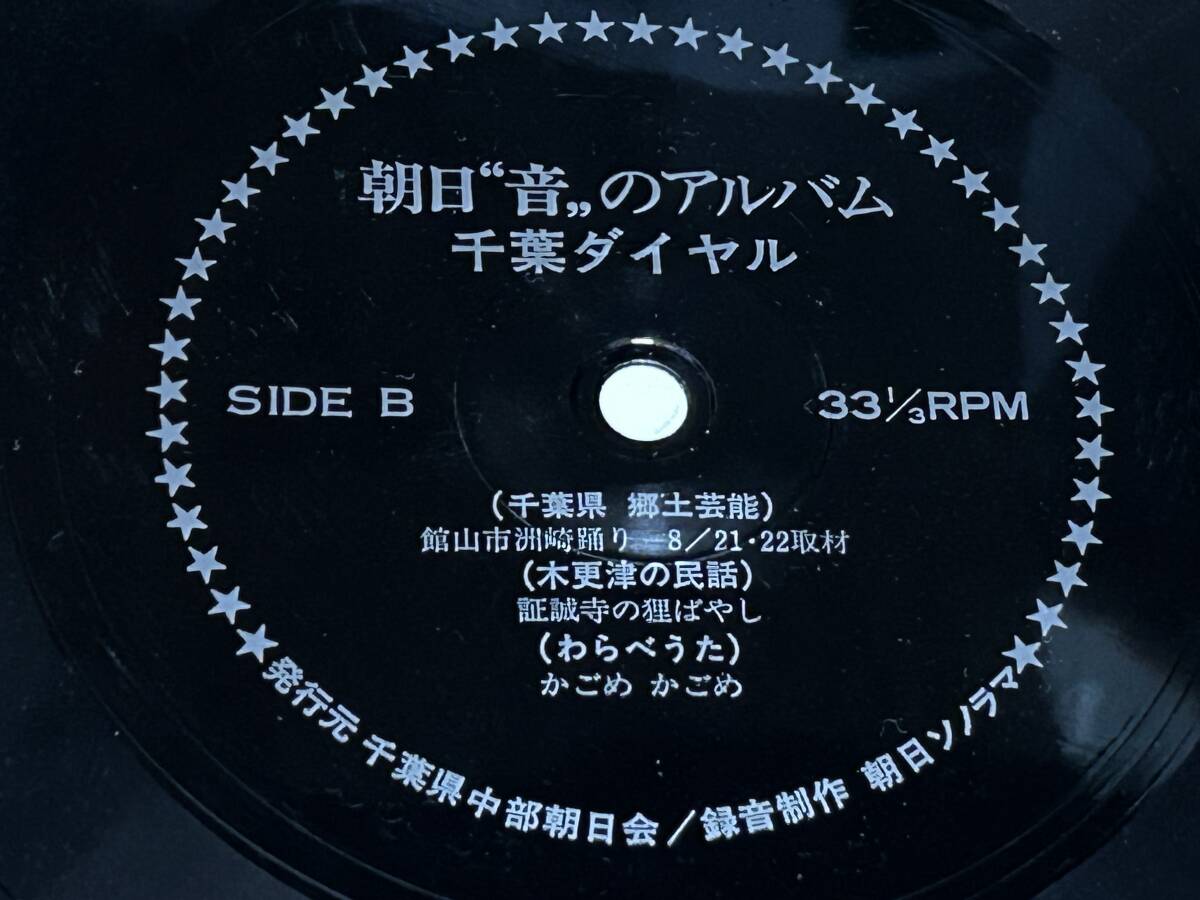 朝日“音„のアルバム
千葉ダイヤル
SIDE B
33⅓RPM
(千葉県 郷土芸能)
館山市洲崎踊り 8/21・22取材
(木更津の民話)
証誠寺の狸ばやし
(わらべうた)
かごめ かごめ
発行元 千葉県中部朝日会/録音制作 朝日ソノラマ